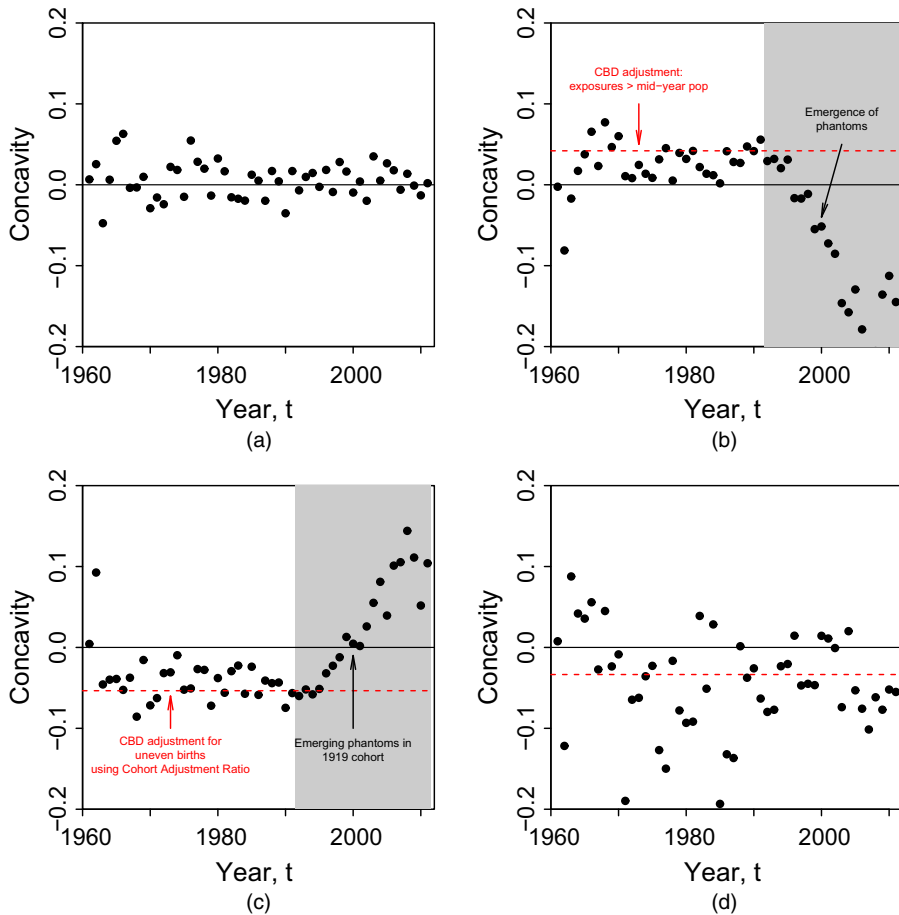 0.2
0.1
0.0
−0.1
−0.2
Concavity
1960
1980
2000
Year, t
(a)
0.2
0.1
0.0
−0.1
−0.2
Concavity
CBD adjustment:
exposures > mid−year pop
Emergence of
phantoms
1960
1980
2000
Year, t
(b)
0.2
0.1
0.0
−0.1
−0.2
Concavity
CBD adjustment for
uneven births
using Cohort Adjustment Ratio
Emerging phantoms in
1919 cohort
1960
1980
2000
Year, t
(c)
0.2
0.1
0.0
−0.1
−0.2
Concavity
1960
1980
2000
Year, t
(d)